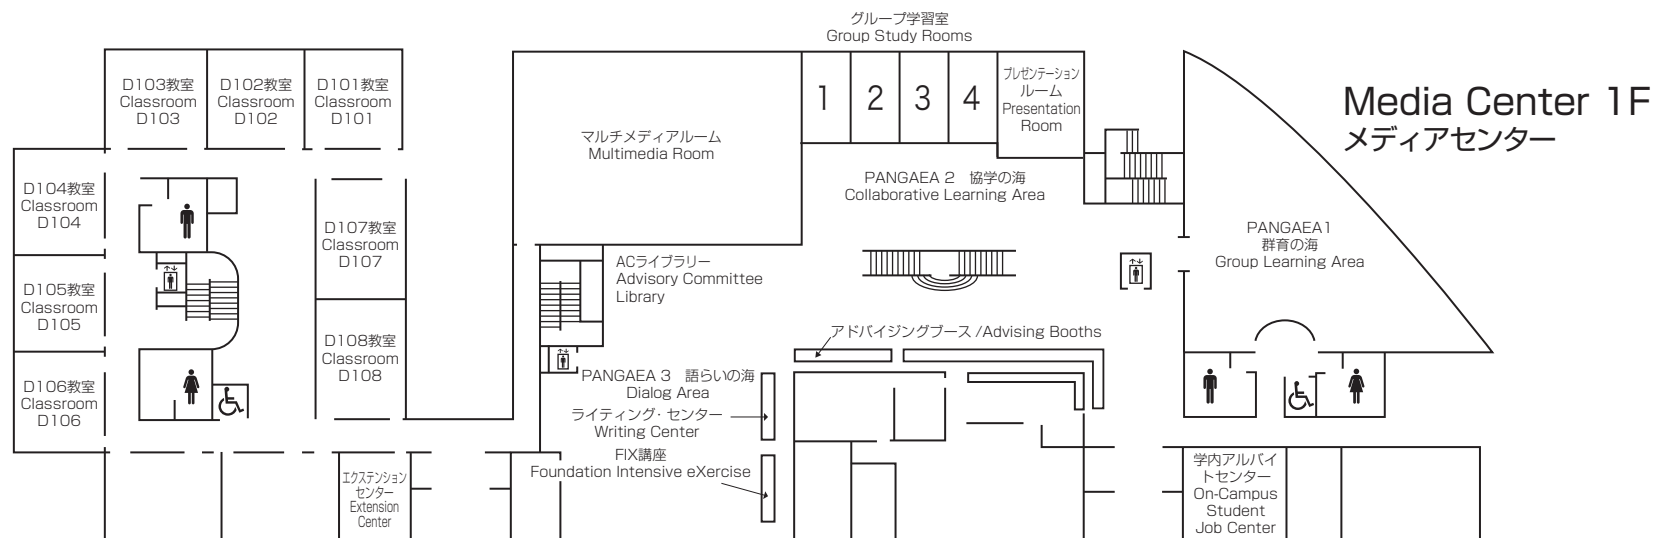 グループ学習室
Group Study Rooms
Media Center 1F
メディアセンター
D103教室
Classroom
D103
D102教室
Classroom
D102
D101教室
Classroom
D101
マルチメディアルーム
Multimedia Room
1
2
3
4
プレゼンテーション
ルーム
Presentation
Room
D104教室
Classroom
D104
D107教室
Classroom
D107
PANGAEA 2 協学の海
Collaborative Learning Area
PANGAEA1
群育の海
Group Learning Area
D105教室
Classroom
D105
ACライブラリー
Advisory Committee
Library
D108教室
Classroom
D108
アドバイジングブース /Advising Booths
D106教室
Classroom
D106
PANGAEA 3 語らいの海
Dialog Area
ライティング・センター
Writing Center
FIX講座
Foundation Intensive eXercise
エクステンション
センター
Extension
Center
学内アルバイ
トセンター
On-Campus
Student
Job Center